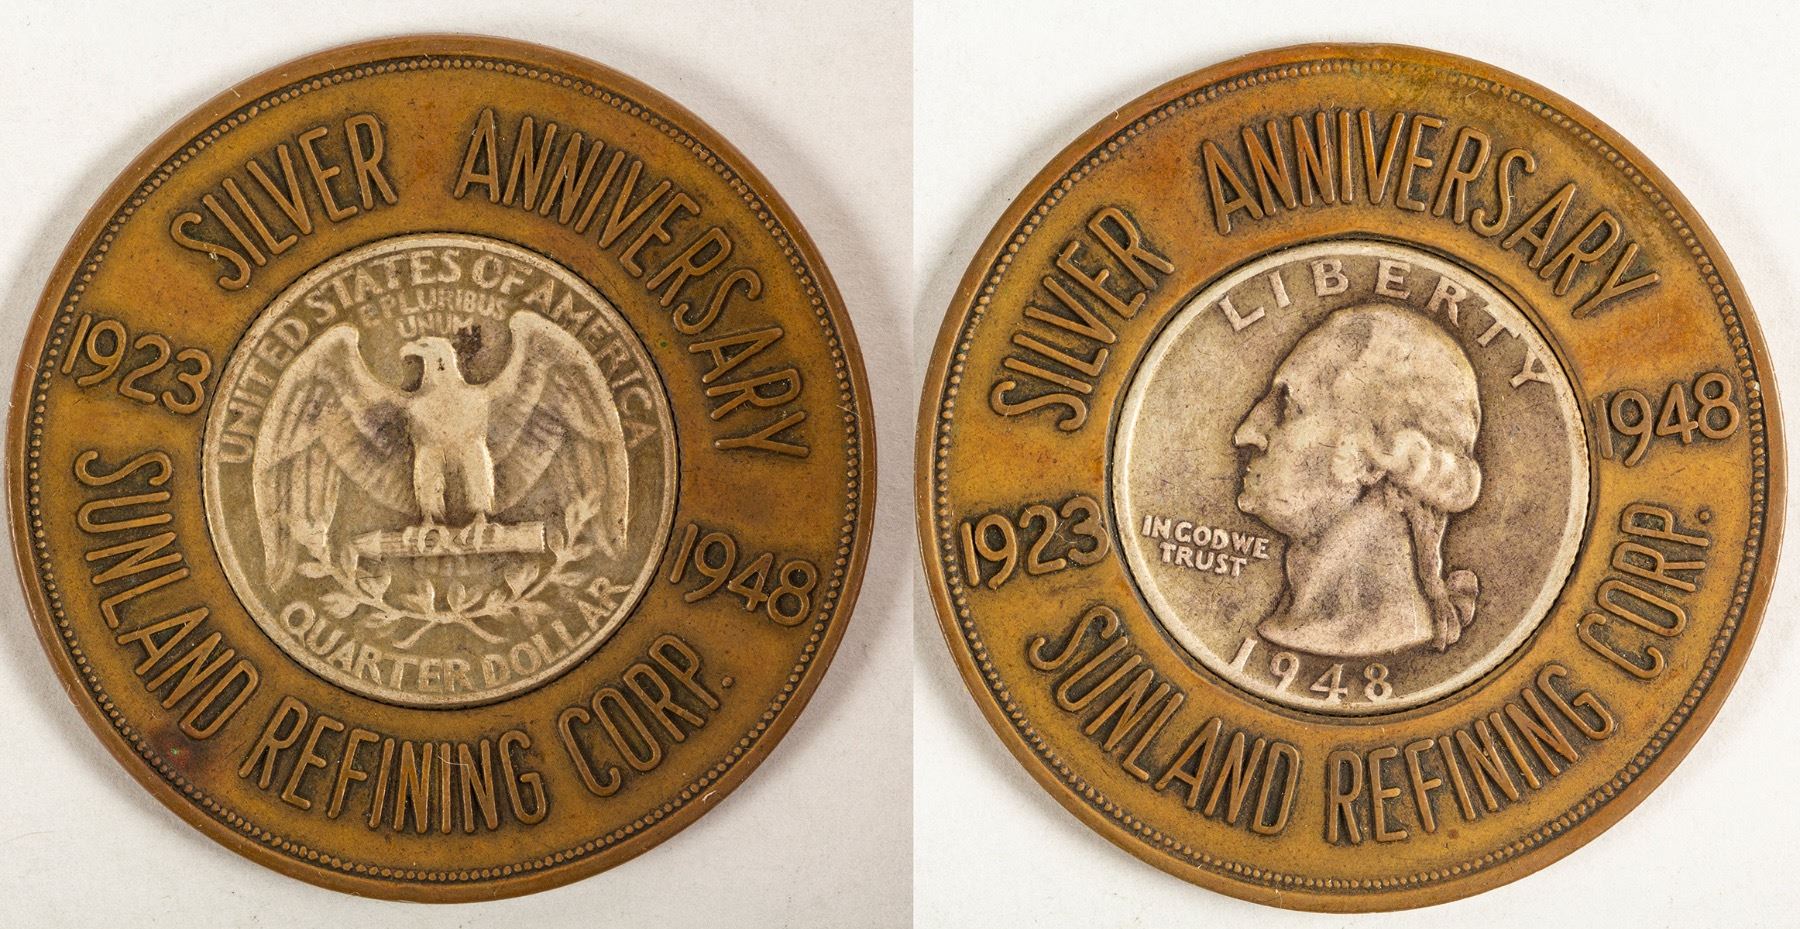 SILVER ANNIVERSARY
1923 1948
SUNLAND REFINING CORP.
UNITED STATES OF AMERICA
E PLURIBUS
UNUM
QUARTER DOLLAR
SILVER ANNIVERSARY
1923 1948
SUNLAND REFINING CORP.
LIBERTY
IN GOD WE
TRUST
1948